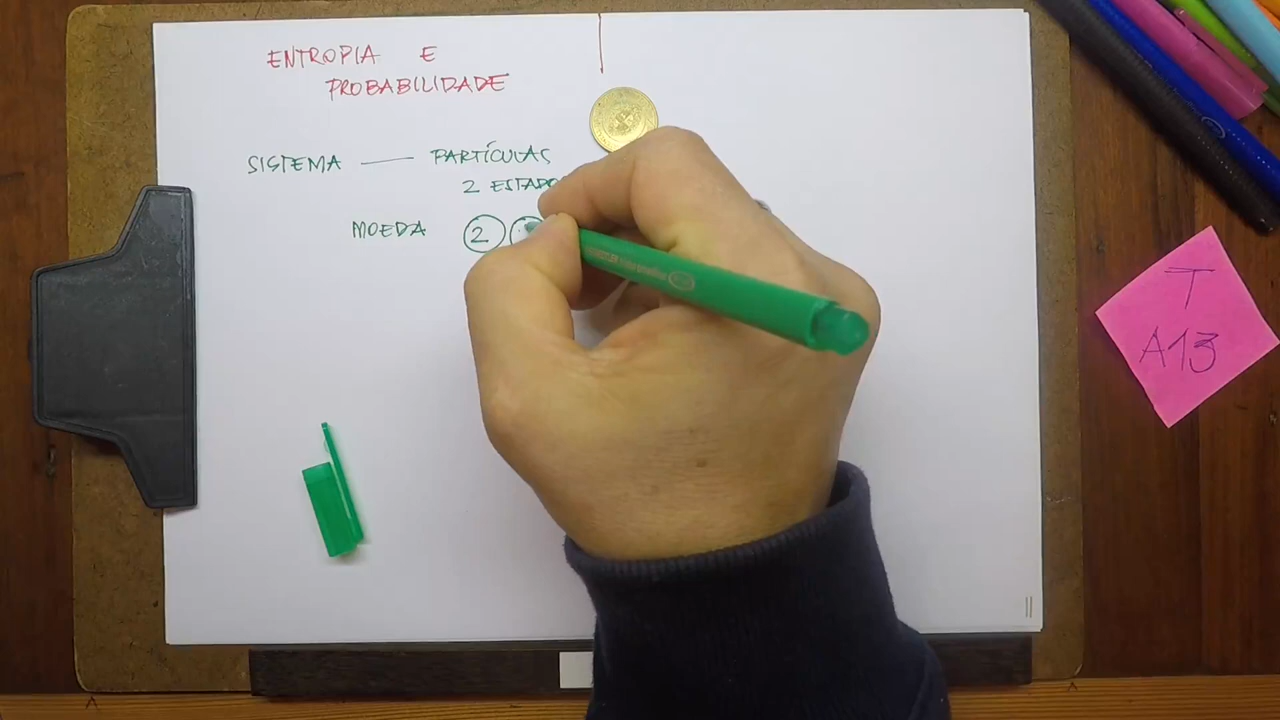 ENTROPIA E
PROBABILIDADE
SISTEMA — PARTÍCULAS
2 ESTADO
MOEDA 2
T
A13